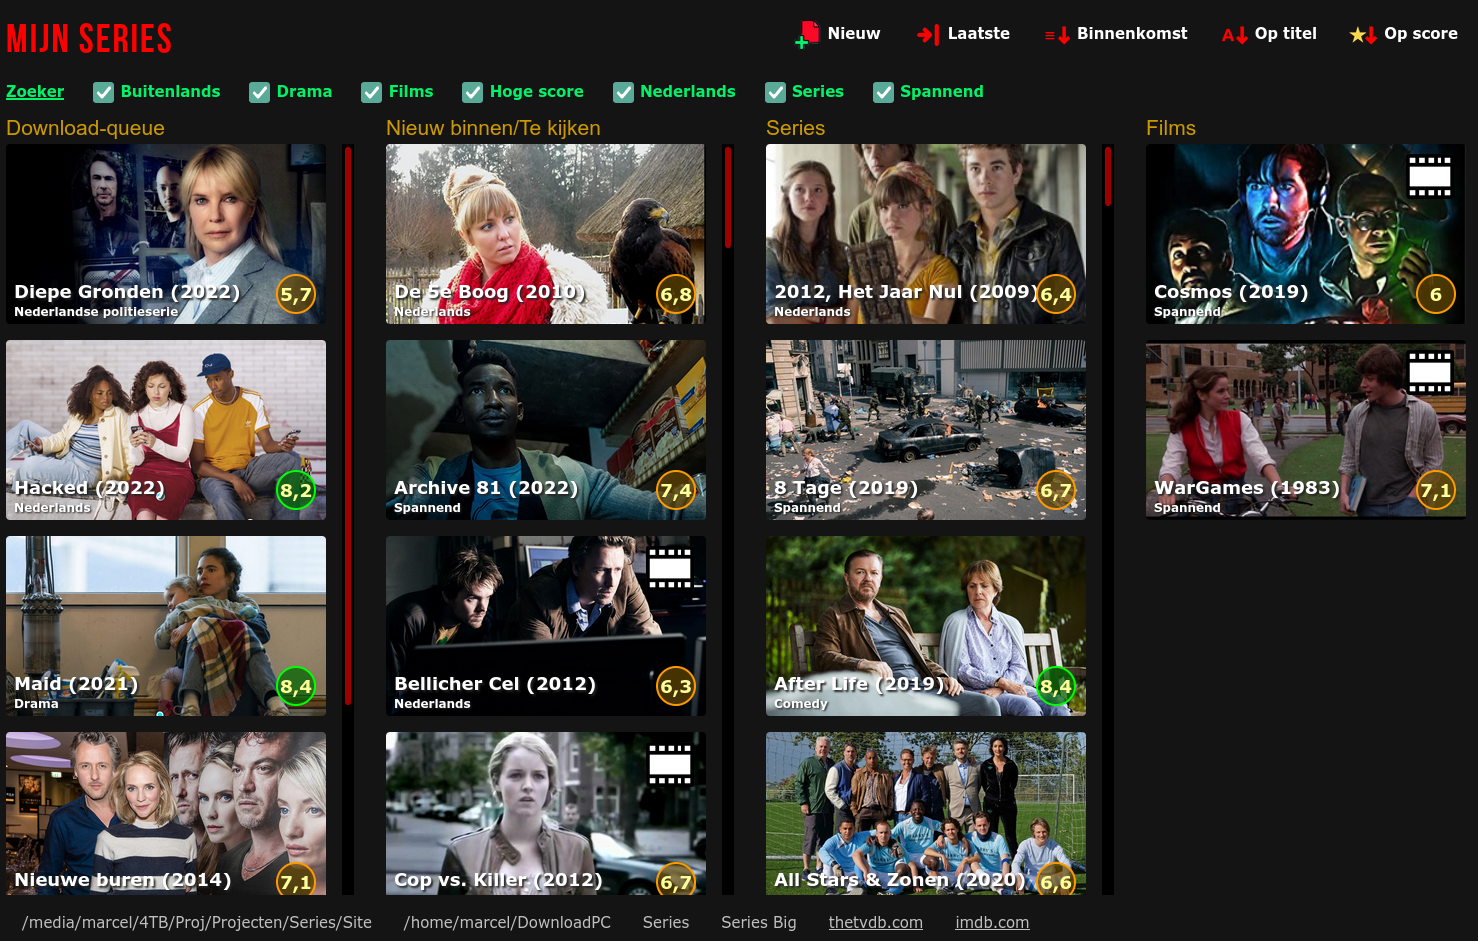 MIJN SERIES
Nieuw
Laatste
Binnenkomst
A Op titel
Op score
Zoeker
Buitenlands
Drama
Films
Hoge score
Nederlands
Series
Spannend
Download-queue
Diepe Gronden (2022)
5,7
Nederlandse politieserie
Hacked (2022)
8,2
Nederlands
Maid (2021)
8,4
Drama
Nieuwe buren (2014)
7,1
Nieuw binnen/Te kijken
De 5e Boog (2010)
6,8
Nederlands
Archive 81 (2022)
7,4
Spannend
Bellicher Cel (2012)
6,3
Nederlands
Cop vs. Killer (2012)
6,7
Series
2012, Het Jaar Nul (2009)
6,4
Nederlands
8 Tage (2019)
6,7
Spannend
After Life (2019)
8,4
Comedy
All Stars & Zonen (2020)
6,6
Films
Cosmos (2019)
6
Spannend
WarGames (1983)
7,1
Spannend
/media/marcel/4TB/Proj/Projecten/Series/Site
/home/marcel/DownloadPC
Series
Series Big
thetvdb.com
imdb.com